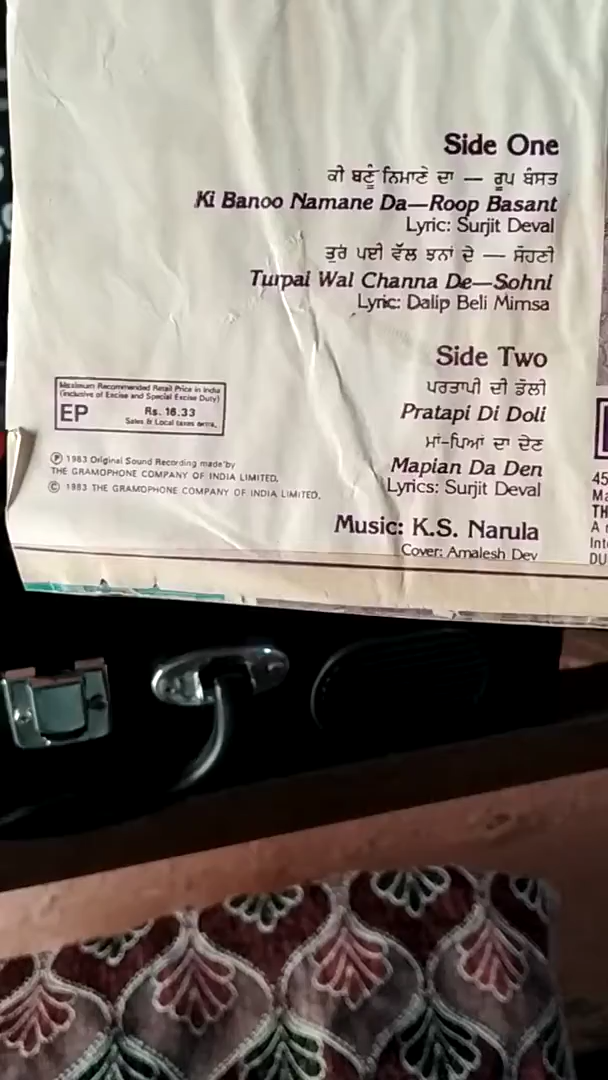 Side One
ਕੀ ਬਣੂੰ ਨਿਮਾਣੇ ਦਾ — ਰੂਪ ਬੰਸਤ
Ki Banoo Namane Da—Roop Basant
Lyric: Surjit Deval
ਤੁਰ ਪਈ ਵੱਲ ਝਨਾਂ ਦੇ — ਸੋਹਣੀ
Turpai Wal Channa De—Sohni
Lyric: Dalip Beli Mimsa
Side Two
ਪਰਤਾਪੀ ਦੀ ਡੋਲੀ
Pratapi Di Doli
ਮਾਂ-ਪਿਆਂ ਦਾ ਦੇਣ
Mapian Da Den
Lyrics: Surjit Deval
Music: K.S. Narula
Cover: Amalesh Dev
Maximum Recommended Retail Price in India
(inclusive of Excise and Special Excise Duty)
EP Rs. 16.33
Sales & Local taxes extra.
Ⓟ 1983 Original Sound Recording made by
THE GRAMOPHONE COMPANY OF INDIA LIMITED.
© 1983 THE GRAMOPHONE COMPANY OF INDIA LIMITED.
45
TH
DU